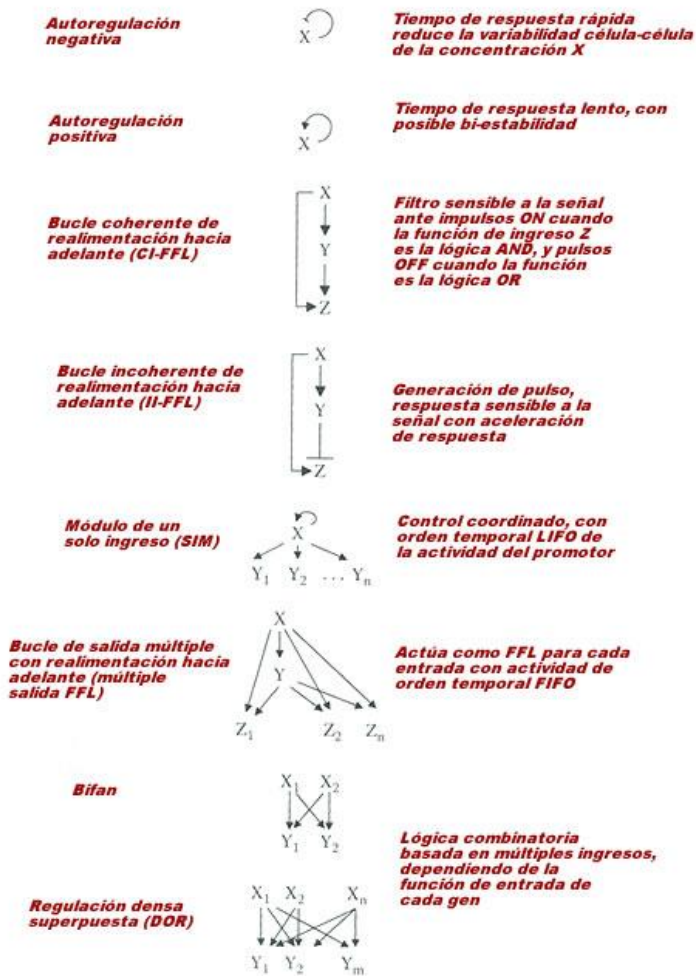 Autoregulación
negativa
X
Tiempo de respuesta rápida
reduce la variabilidad célula-célula
de la concentración X
Autoregulación
positiva
X
Tiempo de respuesta lento, con
posible bi-estabilidad
Bucle coherente de
realimentación hacia
adelante (CI-FFL)
X
Y
Z
Filtro sensible a la señal
ante impulsos ON cuando
la función de ingreso Z
es la lógica AND, y pulsos
OFF cuando la función
es la lógica OR
Bucle incoherente de
realimentación hacia
adelante (II-FFL)
X
Y
Z
Generación de pulso,
respuesta sensible a la
señal con aceleración
de respuesta
Módulo de un
solo ingreso (SIM)
X
Y1 Y2 ... Yn
Control coordinado, con
orden temporal LIFO de
la actividad del promotor
Bucle de salida múltiple
con realimentación hacia
adelante (múltiple
salida FFL)
X
Y
Z1 Z2 Zn
Actúa como FFL para cada
entrada con actividad de
orden temporal FIFO
Bifan
X1 X2
Y1 Y2
Regulación densa
superpuesta (DOR)
X1 X2 Xn
Y1 Y2 Ym
Lógica combinatoria
basada en múltiples ingresos,
dependiendo de la
función de entrada de
cada gen